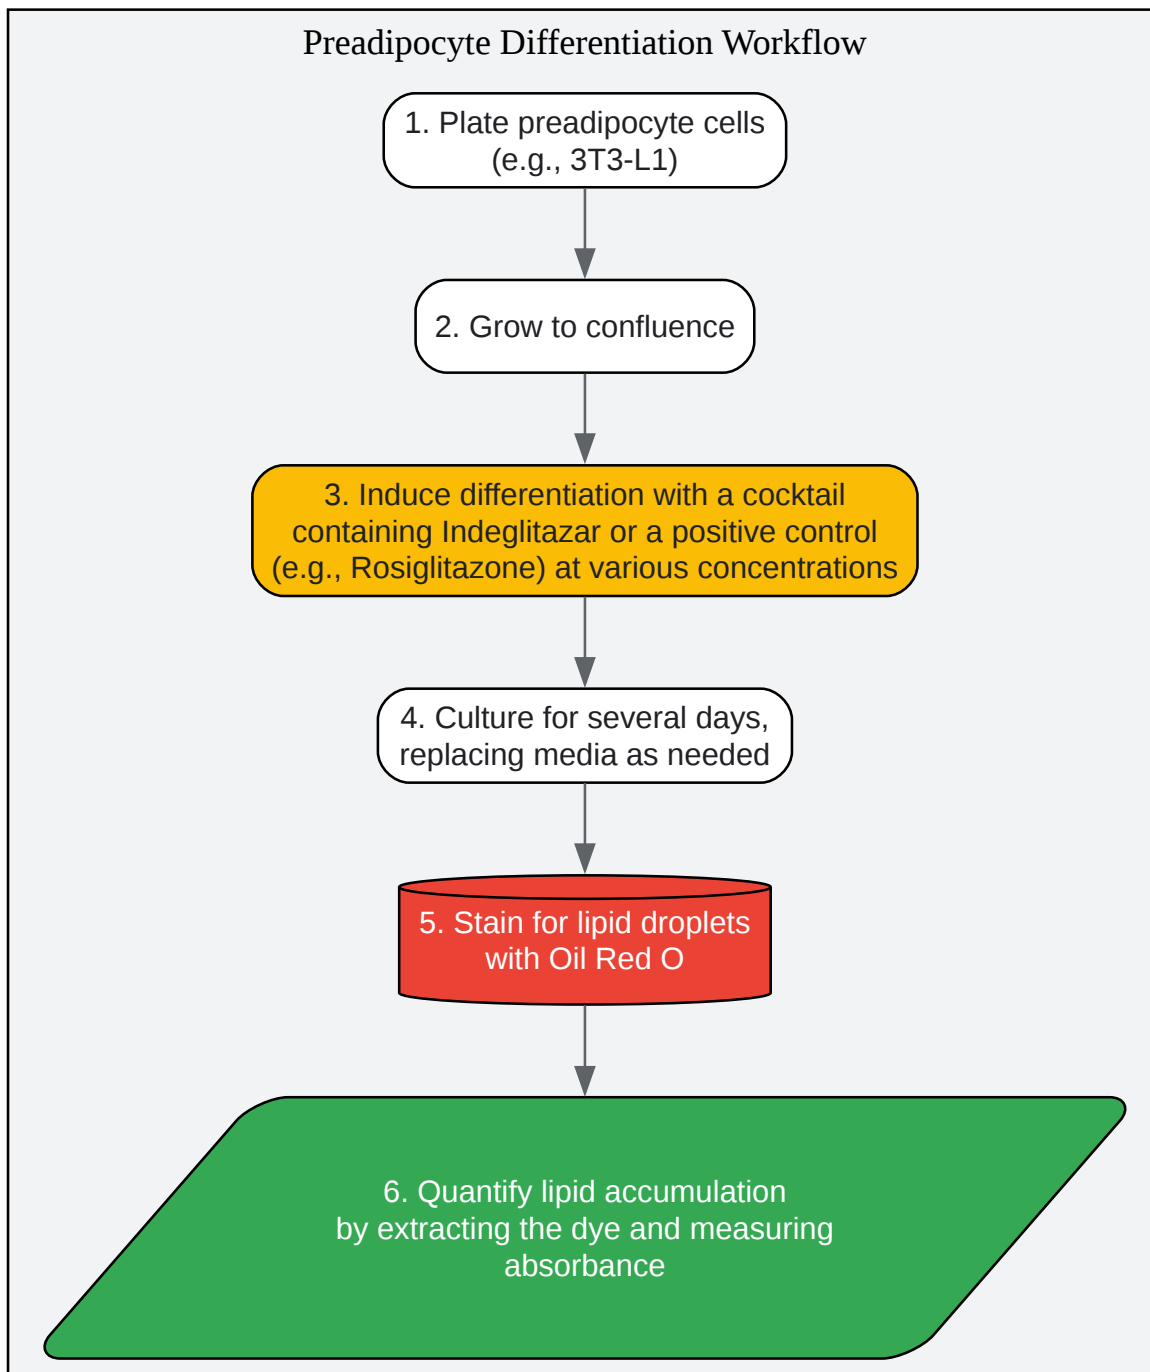 Preadipocyte Differentiation Workflow
1. Plate preadipocyte cells
(e.g., 3T3-L1)
2. Grow to confluence
3. Induce differentiation with a cocktail
containing Indeglitazar or a positive control
(e.g., Rosiglitazone) at various concentrations
4. Culture for several days,
replacing media as needed
5. Stain for lipid droplets
with Oil Red O
6. Quantify lipid accumulation
by extracting the dye and measuring
absorbance